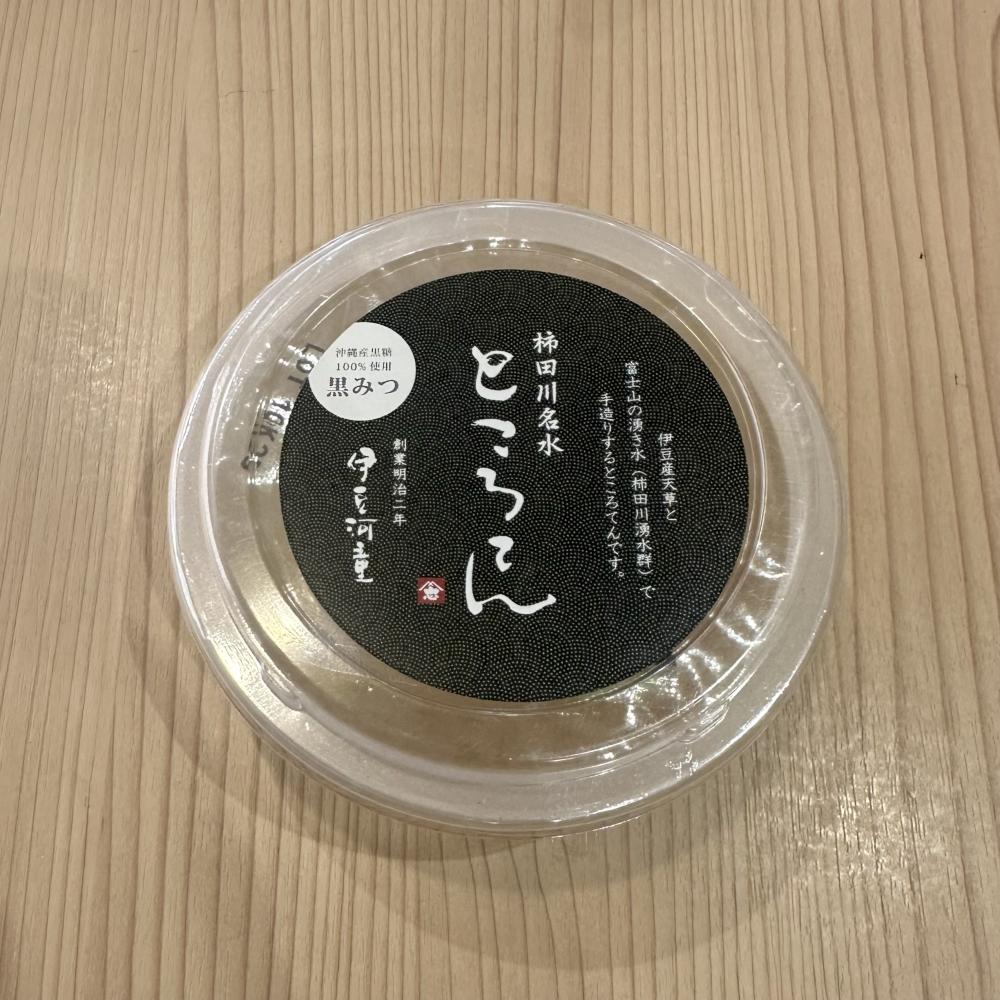 伊豆産天草と
富士山の湧き水（柿田川湧水群）で
手造りするところてんです。
柿田川名水
ところてん
沖縄産黒糖
100%使用
黒みつ
創業明治二年
伊豆河童